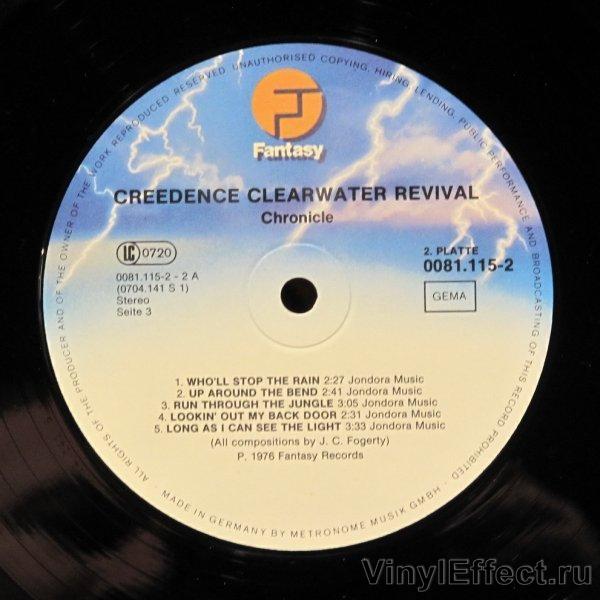 ALL RIGHTS OF THE PRODUCER AND OF THE OWNER OF THE WORK REPRODUCED RESERVED. UNAUTHORISED COPYING, HIRING, LENDING, PUBLIC PERFORMANCE AND BROADCASTING OF THIS RECORD PROHIBITED
Fantasy
CREEDENCE CLEARWATER REVIVAL
Chronicle
LC 0720
2. PLATTE
0081.115-2
0081.115-2 - 2 A
(0704.141 S 1)
Stereo
Seite 3
GEMA
1. WHO'LL STOP THE RAIN 2:27 Jondora Music
2. UP AROUND THE BEND 2:41 Jondora Music
3. RUN THROUGH THE JUNGLE 3:05 Jondora Music
4. LOOKIN' OUT MY BACK DOOR 2:31 Jondora Music
5. LONG AS I CAN SEE THE LIGHT 3:33 Jondora Music
(All compositions by J. C. Fogerty)
P. 1976 Fantasy Records
· MADE IN GERMANY BY METRONOME MUSIK GMBH ·
VinylEffect.ru